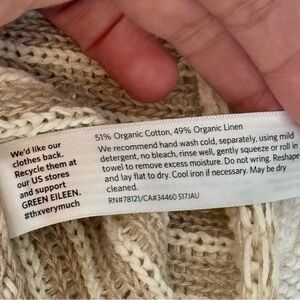 We'd like our
clothes back.
Recycle them at
our US stores
and support
GREEN EILEEN.
#thxverymuch
51% Organic Cotton, 49% Organic Linen
We recommend hand wash cold, separately, using mild
detergent, no bleach, rinse well, gently squeeze or roll in
towel to remove excess moisture. Do not wring. Reshape
and lay flat to dry. Cool iron if necessary. May be dry
cleaned.
RN#78121/CA#34460 S17JAU